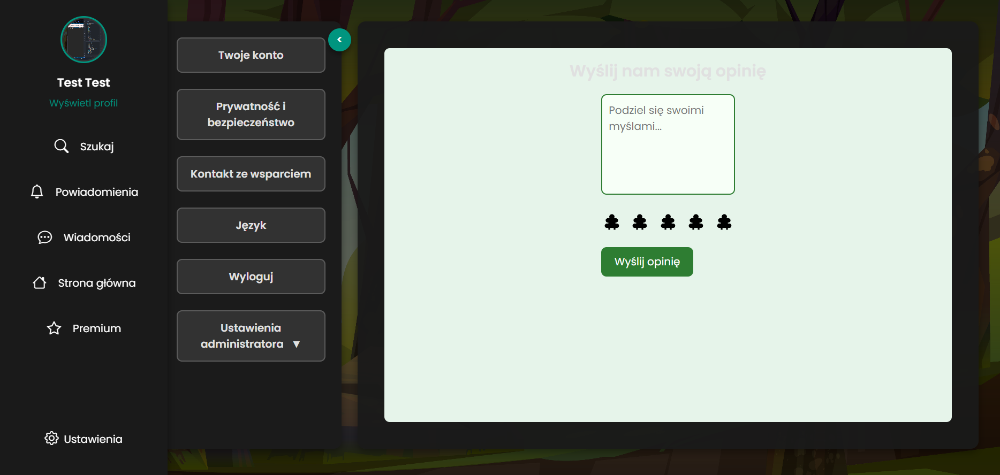 Test Test
Wyświetl profil
Szukaj
Powiadomienia
Wiadomości
Strona główna
Premium
Ustawienia
Twoje konto
Prywatność i
bezpieczeństwo
Kontakt ze wsparciem
Język
Wyloguj
Ustawienia
administratora ▼
<
Wyślij nam swoją opinię
Podziel się swoimi
myślami...
Wyślij opinię